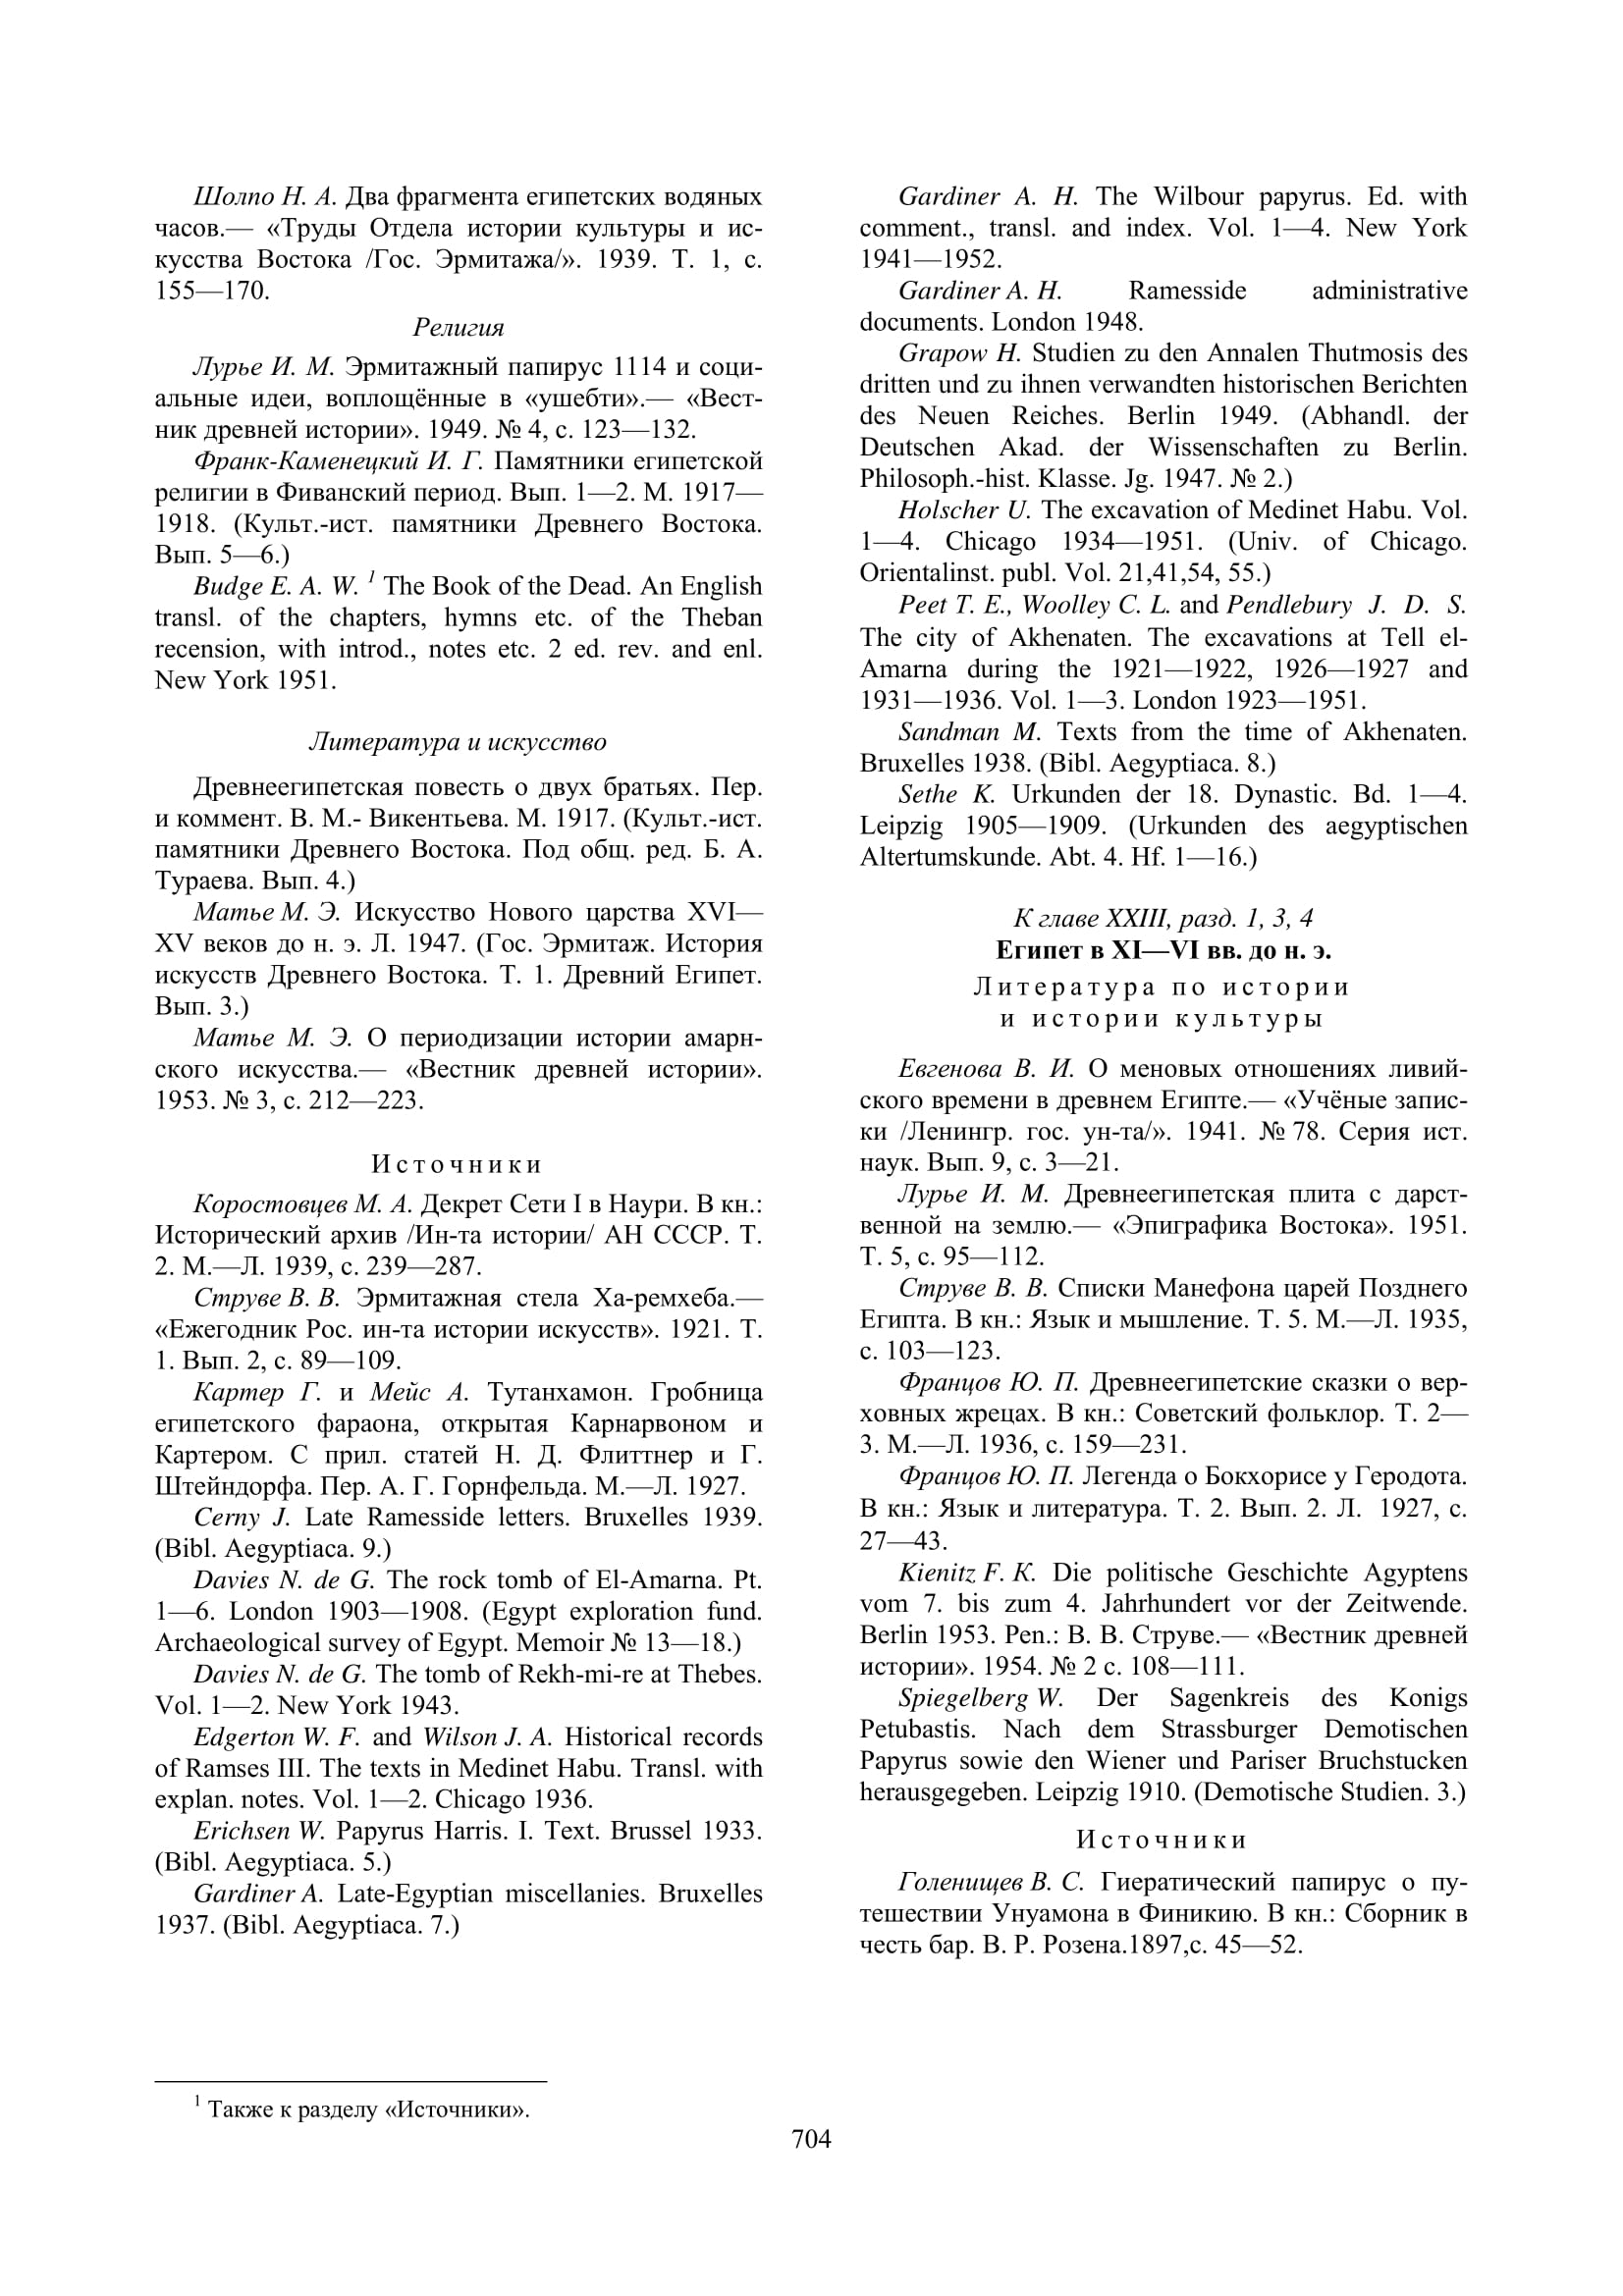 Шолпо Н. А. Два фрагмента египетских водяных
часов.— «Труды Отдела истории культуры и ис-
кусства Востока /Гос. Эрмитажа/». 1939. Т. 1, с.
155—170.
Религия
Лурье И. М. Эрмитажный папирус 1114 и соци-
альные идеи, воплощённые в «ушебти».— «Вест-
ник древней истории». 1949. № 4, с. 123—132.
Франк-Каменецкий И. Г. Памятники египетской
религии в Фиванский период. Вып. 1—2. М. 1917—
1918. (Культ.-ист. памятники Древнего Востока.
Вып. 5—6.)
Budge E. A. W. 1 The Book of the Dead. An English
transl. of the chapters, hymns etc. of the Theban
recension, with introd., notes etc. 2 ed. rev. and enl.
New York 1951.
Литература и искусство
Древнеегипетская повесть о двух братьях. Пер.
и коммент. В. М.- Викентьева. М. 1917. (Культ.-ист.
памятники Древнего Востока. Под общ. ред. Б. А.
Тураева. Вып. 4.)
Матье М. Э. Искусство Нового царства XVI—
XV веков до н. э. Л. 1947. (Гос. Эрмитаж. История
искусств Древнего Востока. Т. 1. Древний Египет.
Вып. 3.)
Матье М. Э. О периодизации истории амарн-
ского искусства.— «Вестник древней истории».
1953. № 3, с. 212—223.
Источники
Коростовцев М. А. Декрет Сети I в Наури. В кн.:
Исторический архив /Ин-та истории/ АН СССР. Т.
2. М.—Л. 1939, с. 239—287.
Струве В. В. Эрмитажная стела Ха-ремхеба.—
«Ежегодник Рос. ин-та истории искусств». 1921. Т.
1. Вып. 2, с. 89—109.
Картер Г. и Мейс А. Тутанхамон. Гробница
египетского фараона, открытая Карнарвоном и
Картером. С прил. статей Н. Д. Флиттнер и Г.
Штейндорфа. Пер. А. Г. Горнфельда. М.—Л. 1927.
Cerny J. Late Ramesside letters. Bruxelles 1939.
(Bibl. Aegyptiaca. 9.)
Davies N. de G. The rock tomb of El-Amarna. Pt.
1—6. London 1903—1908. (Egypt exploration fund.
Archaeological survey of Egypt. Memoir № 13—18.)
Davies N. de G. The tomb of Rekh-mi-re at Thebes.
Vol. 1—2. New York 1943.
Edgerton W. F. and Wilson J. A. Historical records
of Ramses III. The texts in Medinet Habu. Transl. with
explan. notes. Vol. 1—2. Chicago 1936.
Erichsen W. Papyrus Harris. I. Text. Brussel 1933.
(Bibl. Aegyptiaca. 5.)
Gardiner A. Late-Egyptian miscellanies. Bruxelles
1937. (Bibl. Aegyptiaca. 7.)
Gardiner A. H. The Wilbour papyrus. Ed. with
comment., transl. and index. Vol. 1—4. New York
1941—1952.
Gardiner A. H. Ramesside administrative
documents. London 1948.
Grapow H. Studien zu den Annalen Thutmosis des
dritten und zu ihnen verwandten historischen Berichten
des Neuen Reiches. Berlin 1949. (Abhandl. der
Deutschen Akad. der Wissenschaften zu Berlin.
Philosoph.-hist. Klasse. Jg. 1947. № 2.)
Holscher U. The excavation of Medinet Habu. Vol.
1—4. Chicago 1934—1951. (Univ. of Chicago.
Orientalinst. publ. Vol. 21,41,54, 55.)
Peet T. E., Woolley C. L. and Pendlebury J. D. S.
The city of Akhenaten. The excavations at Tell el-
Amarna during the 1921—1922, 1926—1927 and
1931—1936. Vol. 1—3. London 1923—1951.
Sandman M. Texts from the time of Akhenaten.
Bruxelles 1938. (Bibl. Aegyptiaca. 8.)
Sethe K. Urkunden der 18. Dynastic. Bd. 1—4.
Leipzig 1905—1909. (Urkunden des aegyptischen
Altertumskunde. Abt. 4. Hf. 1—16.)
К главе XXIII, разд. 1, 3, 4
Египет в XI—VI вв. до н. э.
Литература по истории
и истории культуры
Евгенова В. И. О меновых отношениях ливий-
ского времени в древнем Египте.— «Учёные запис-
ки /Ленингр. гос. ун-та/». 1941. № 78. Серия ист.
наук. Вып. 9, с. 3—21.
Лурье И. М. Древнеегипетская плита с дарст-
венной на землю.— «Эпиграфика Востока». 1951.
Т. 5, с. 95—112.
Струве В. В. Списки Манефона царей Позднего
Египта. В кн.: Язык и мышление. Т. 5. М.—Л. 1935,
с. 103—123.
Францов Ю. П. Древнеегипетские сказки о вер-
ховных жрецах. В кн.: Советский фольклор. Т. 2—
3. М.—Л. 1936, с. 159—231.
Францов Ю. П. Легенда о Бокхорисе у Геродота.
В кн.: Язык и литература. Т. 2. Вып. 2. Л. 1927, с.
27—43.
Kienitz F. K. Die politische Geschichte Agyptens
vom 7. bis zum 4. Jahrhundert vor der Zeitwende.
Berlin 1953. Рец.: В. В. Струве.— «Вестник древней
истории». 1954. № 2 с. 108—111.
Spiegelberg W. Der Sagenkreis des Konigs
Petubastis. Nach dem Strassburger Demotischen
Papyrus sowie den Wiener und Pariser Bruchstucken
herausgegeben. Leipzig 1910. (Demotische Studien. 3.)
Источники
Голенищев В. С. Гиератический папирус о пу-
тешествии Унуамона в Финикию. В кн.: Сборник в
честь бар. В. Р. Розена.1897,с. 45—52.
1 Также к разделу «Источники».
704